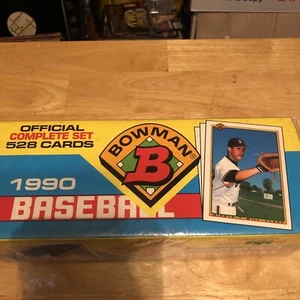 OFFICIAL
COMPLETE SET
528 CARDS
BOWMAN®
B
1990
BASEBALL